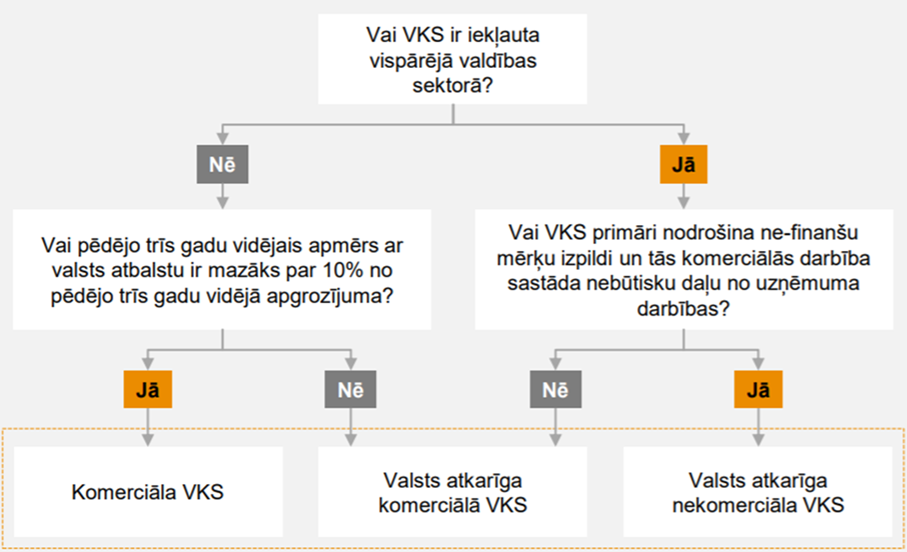 Vai VKS ir iekļauta
vispārējā valdības
sektorā?
Nē
Jā
Vai pēdējo trīs gadu vidējais apmērs ar
valsts atbalstu ir mazāks par 10% no
pēdējo trīs gadu vidējā apgrozījuma?
Vai VKS primāri nodrošina ne-finanšu
mērķu izpildi un tās komerciālās darbība
sastāda nebūtisku daļu no uzņēmuma
darbības?
Jā
Nē
Nē
Jā
Komerciāla VKS
Valsts atkarīga
komerciālā VKS
Valsts atkarīga
nekomerciāla VKS